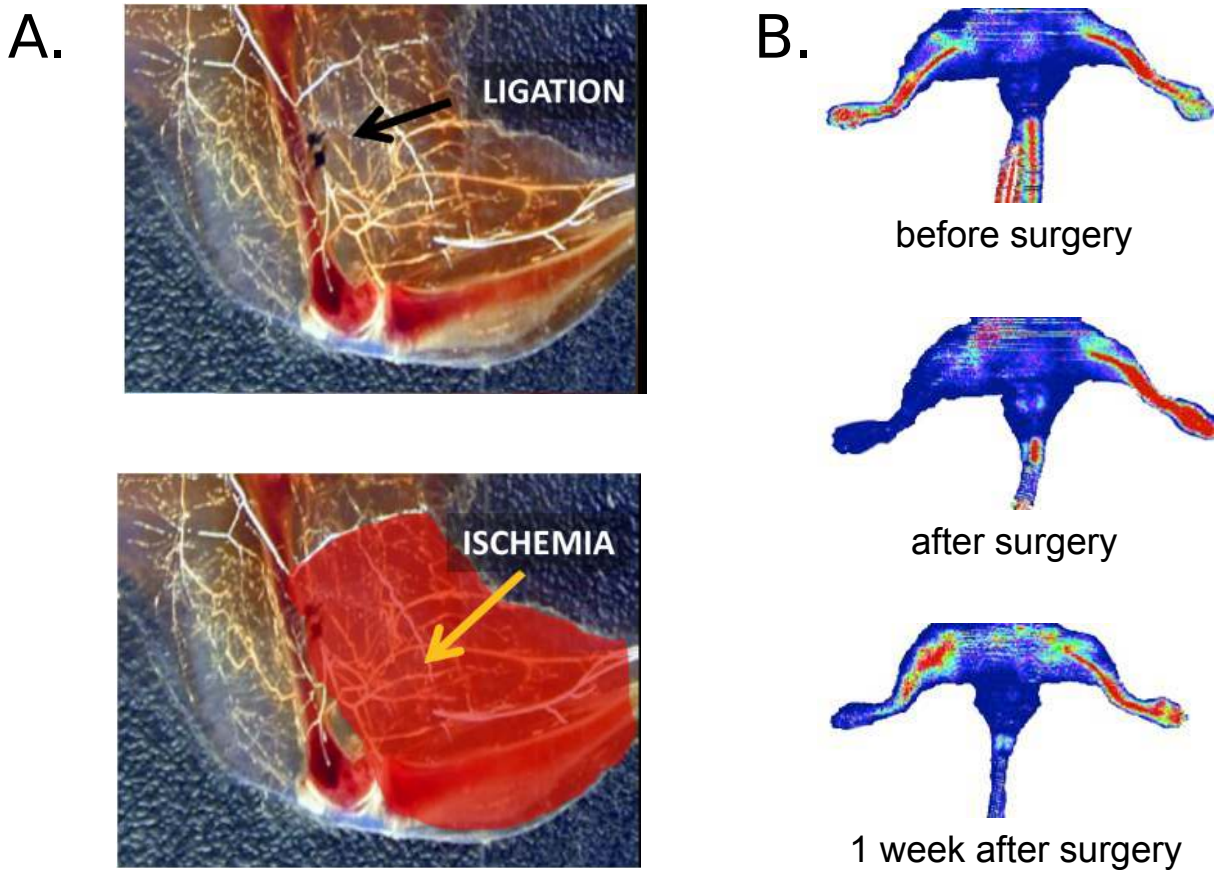 A.
B.
LIGATION
before surgery
after surgery
ISCHEMIA
1 week after surgery